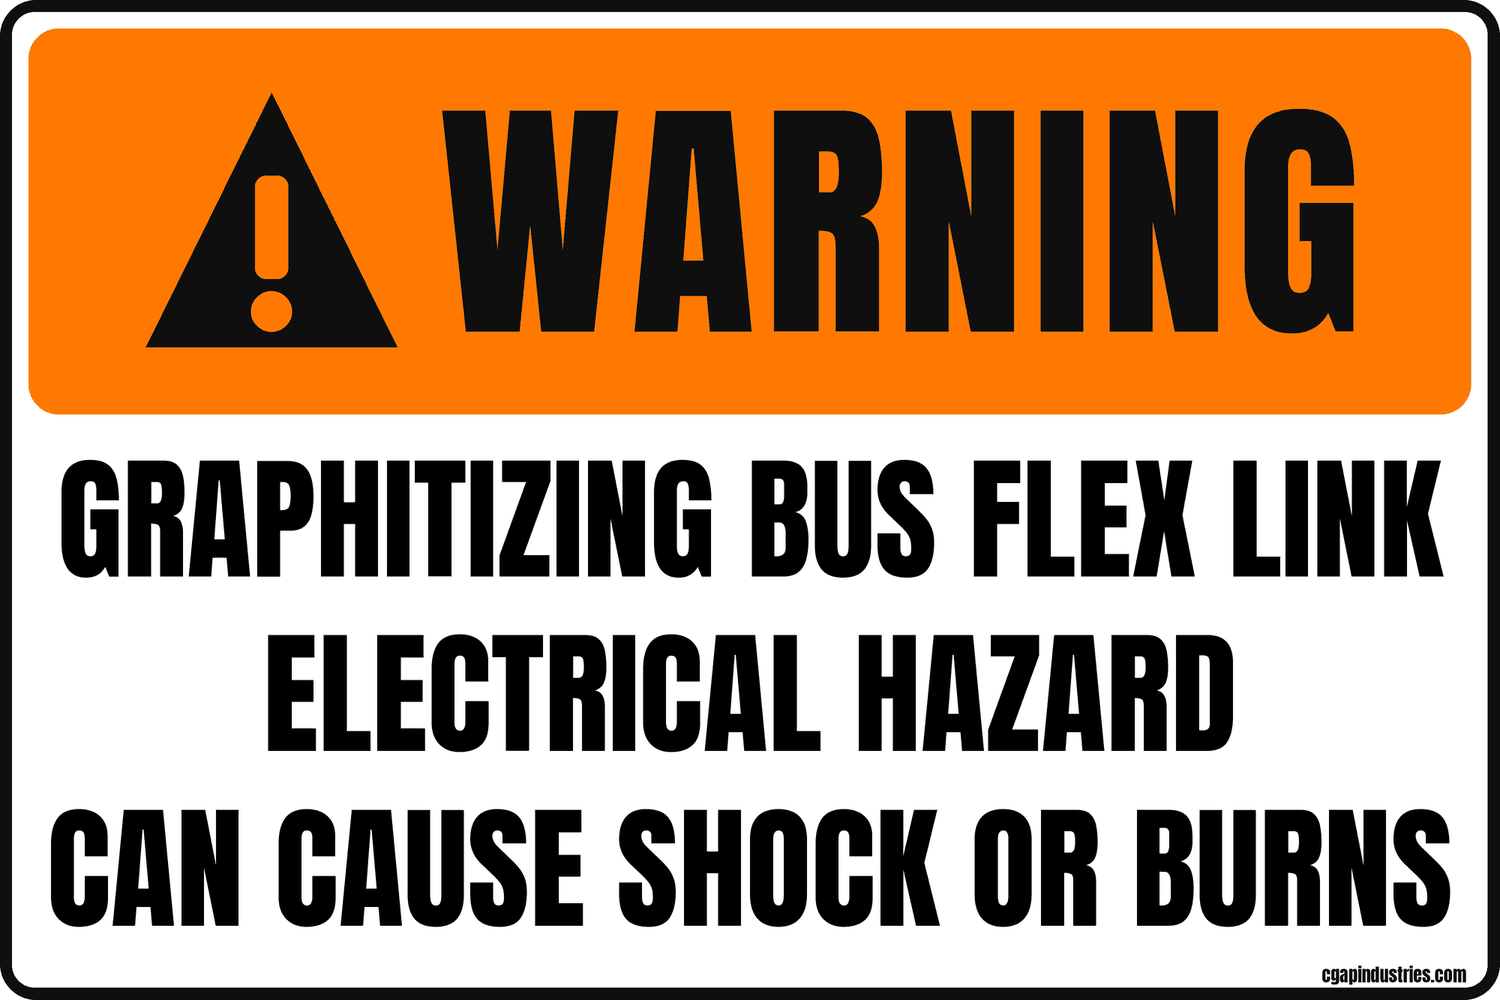 WARNING
GRAPHITIZING BUS FLEX LINK
ELECTRICAL HAZARD
CAN CAUSE SHOCK OR BURNS
cgapindustries.com